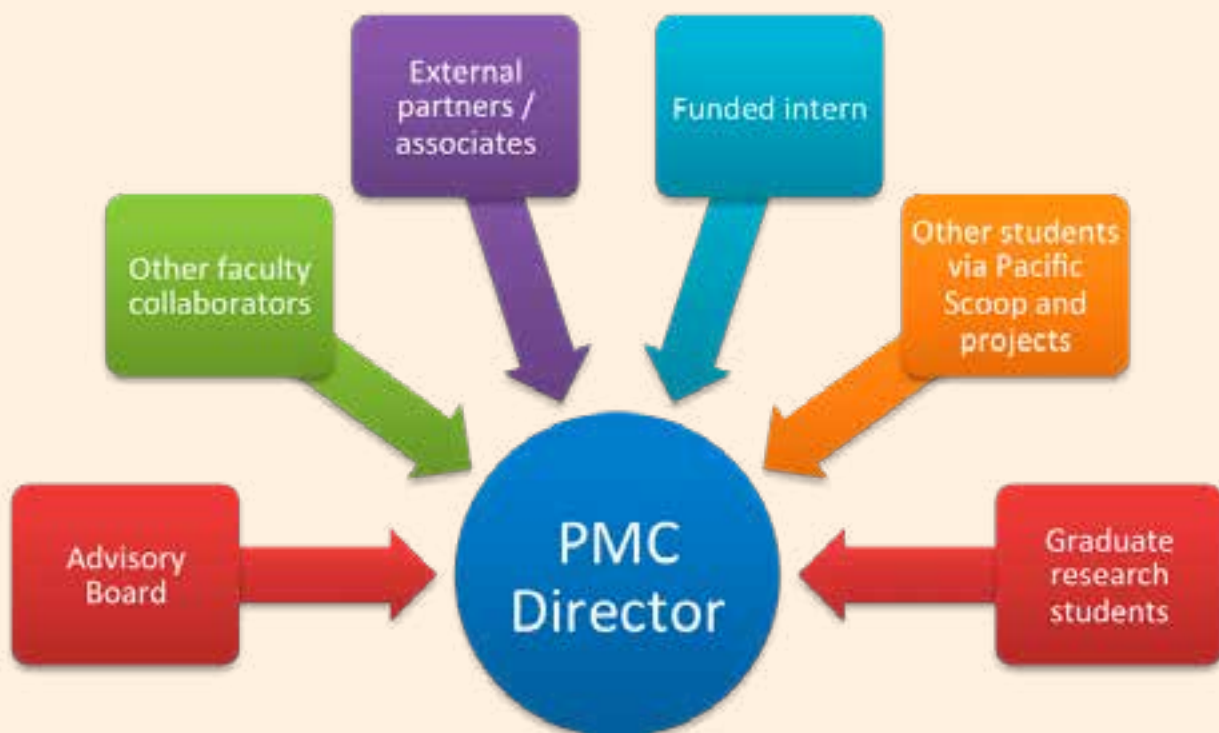 External
partners /
associates
Funded intern
Other faculty
collaborators
Other students
via Pacific
Scoop and
projects
Advisory
Board
PMC
Director
Graduate
research
students